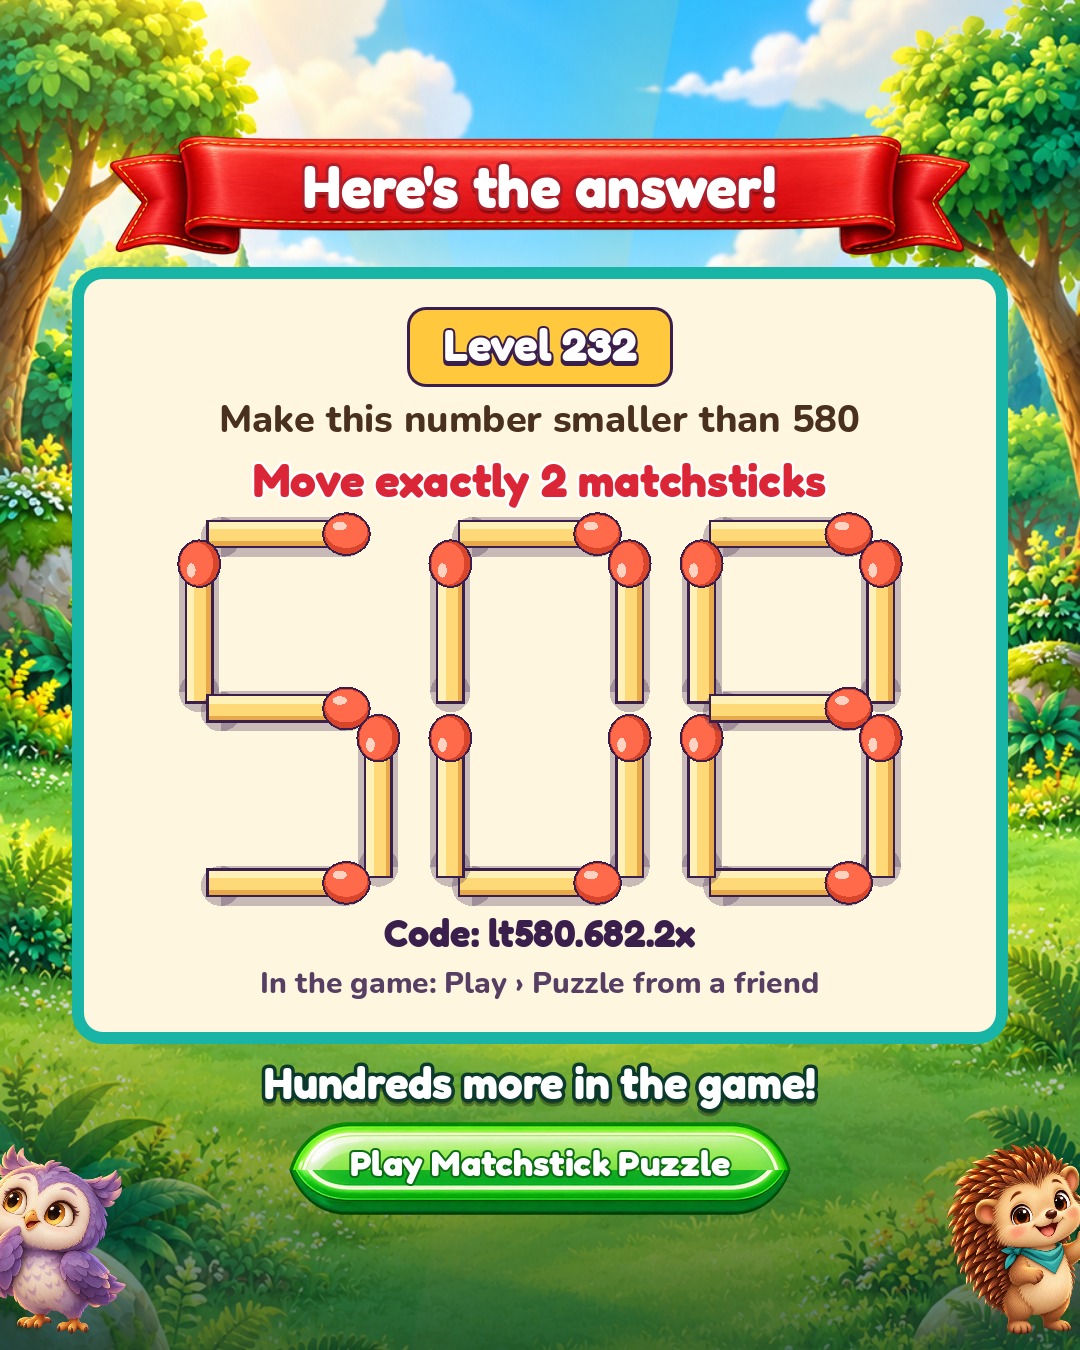 Here's the answer!
Level 232
Make this number smaller than 580
Move exactly 2 matchsticks
508
Code: lt580.682.2x
In the game: Play › Puzzle from a friend
Hundreds more in the game!
Play Matchstick Puzzle